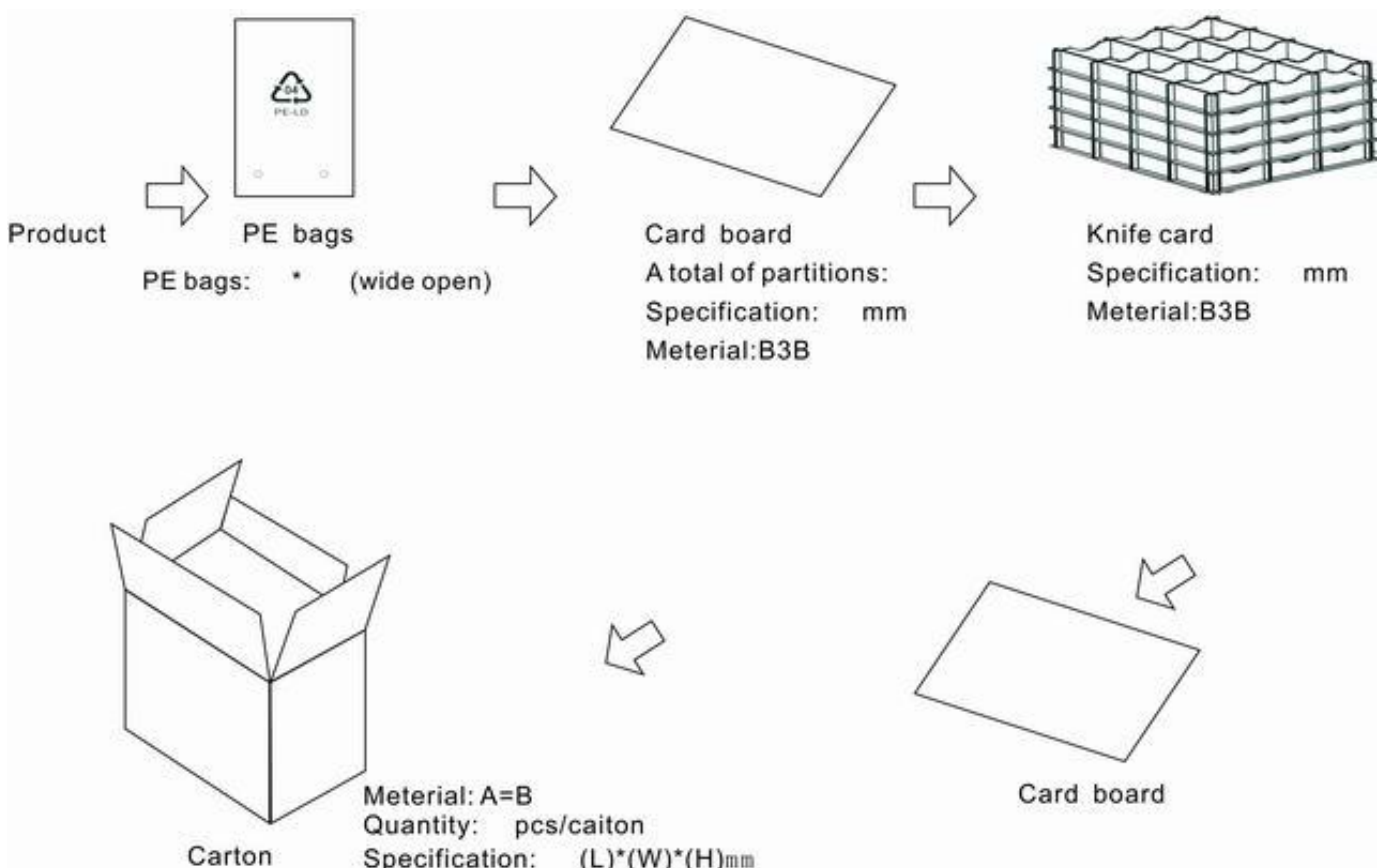 04
PE-LD
Product
PE bags
PE bags: * (wide open)
Card board
A total of partitions:
Specification: mm
Meterial:B3B
Knife card
Specification: mm
Meterial:B3B
Card board
Meterial: A=B
Quantity: pcs/caiton
Specification: (L)*(W)*(H)mm
Carton